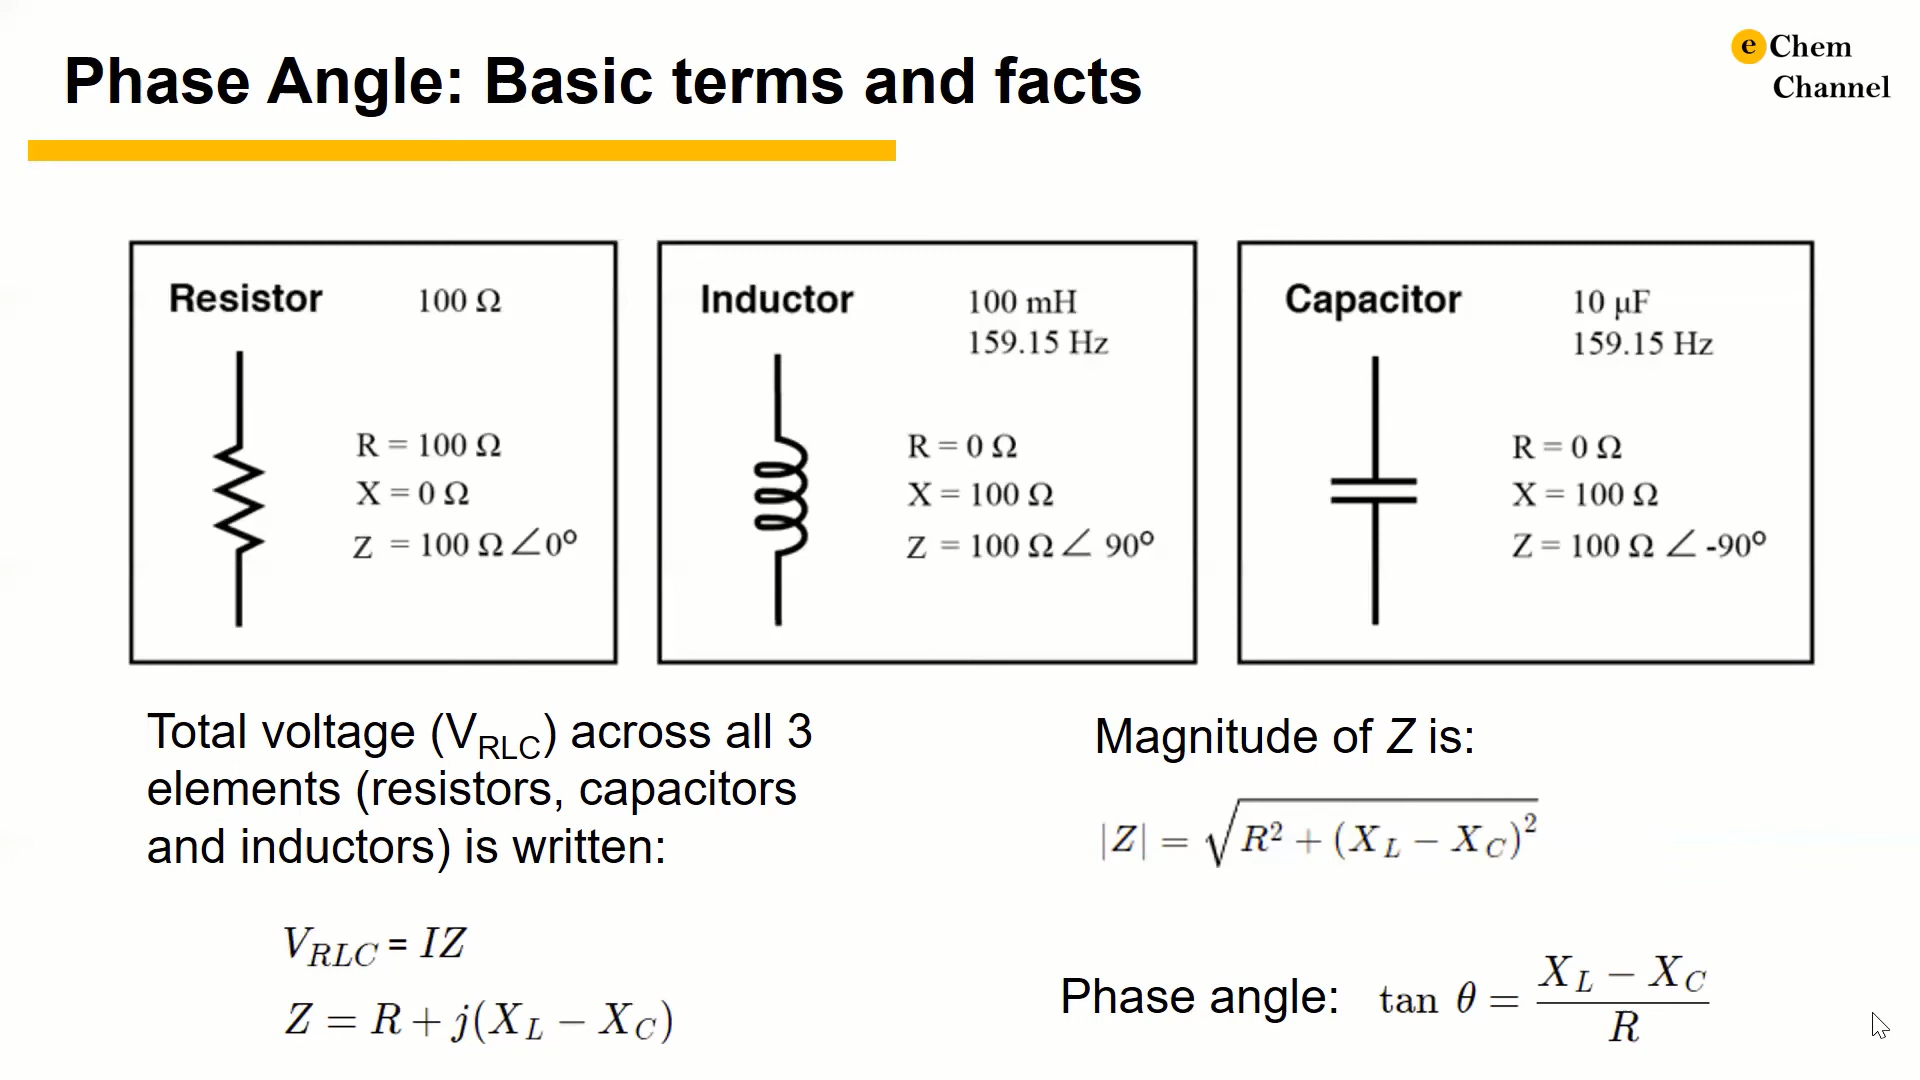 Phase Angle: Basic terms and facts
e Chem
Channel
Resistor 100 Ω
R = 100 Ω
X = 0 Ω
Z = 100 Ω ∠0°
Inductor 100 mH
159.15 Hz
R = 0 Ω
X = 100 Ω
Z = 100 Ω ∠ 90°
Capacitor 10 µF
159.15 Hz
R = 0 Ω
X = 100 Ω
Z = 100 Ω ∠ -90°
Total voltage (V_RLC) across all 3
elements (resistors, capacitors
and inductors) is written:
V_RLC = IZ
Z = R + j(X_L − X_C)
Magnitude of Z is:
|Z| = √(R² + (X_L − X_C)²)
Phase angle: tan θ = (X_L − X_C) / R